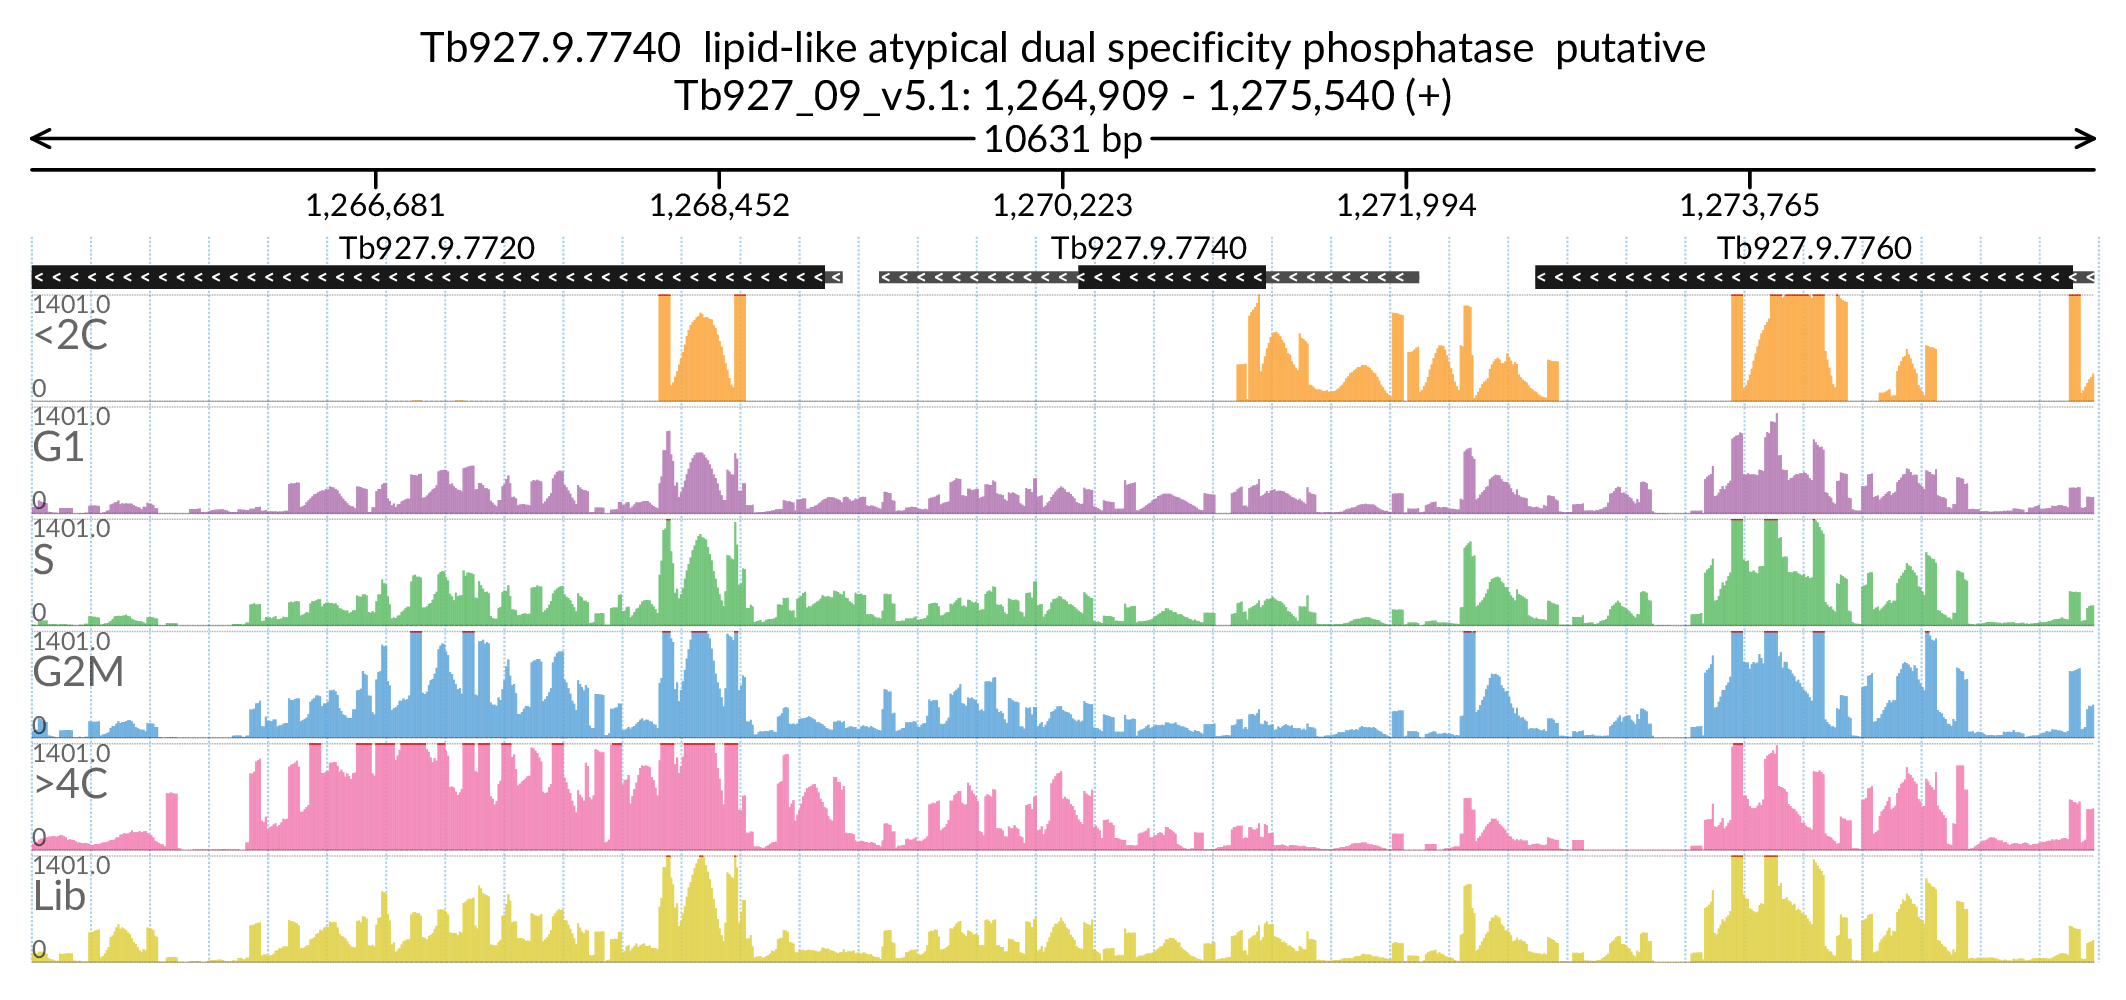 Tb927.9.7740 lipid-like atypical dual specificity phosphatase putative
Tb927_09_v5.1: 1,264,909 - 1,275,540 (+)
10631 bp
1,266,681 1,268,452 1,270,223 1,271,994 1,273,765
Tb927.9.7720 Tb927.9.7740 Tb927.9.7760
1401.0
<2C
0
1401.0
G1
0
1401.0
S
0
1401.0
G2M
0
1401.0
>4C
0
1401.0
Lib
0